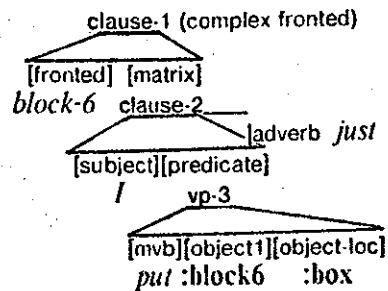 clause-1 (complex fronted)
[fronted] [matrix]
block-6 clause-2
adverb just
[subject][predicate]
I vp-3
[mvb][object1][object-loc]
put :block6 :box